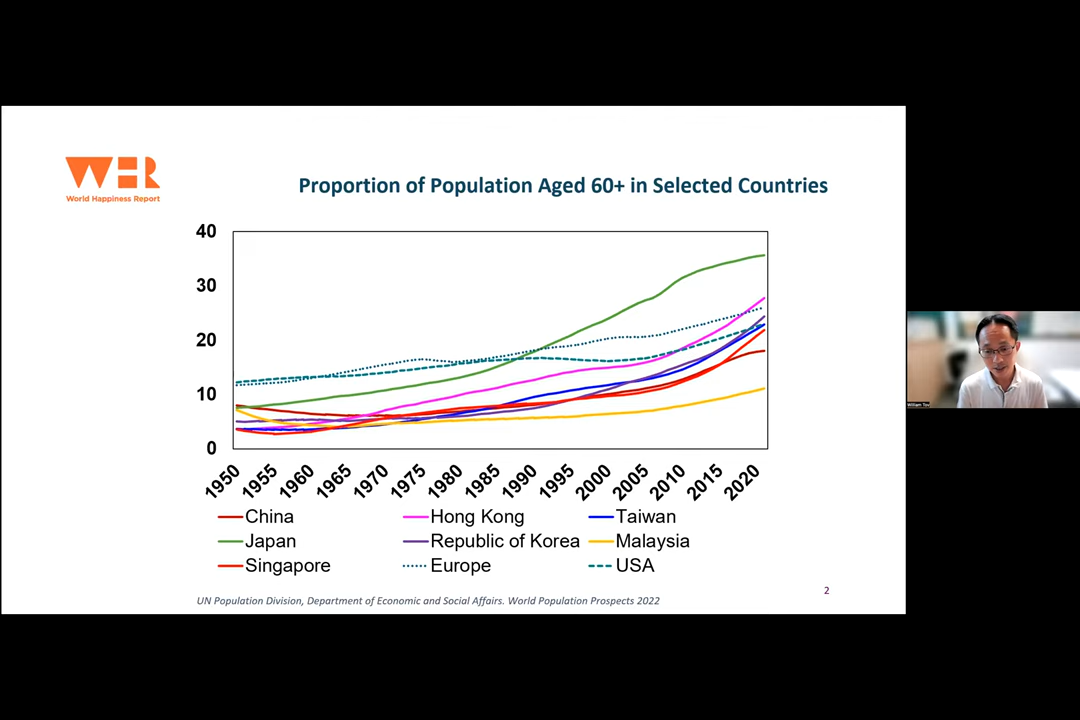 WHR
World Happiness Report
Proportion of Population Aged 60+ in Selected Countries
40
30
20
10
0
1950 1955 1960 1965 1970 1975 1980 1985 1990 1995 2000 2005 2010 2015 2020
China Hong Kong Taiwan
Japan Republic of Korea Malaysia
Singapore Europe USA
UN Population Division, Department of Economic and Social Affairs. World Population Prospects 2022
2
William